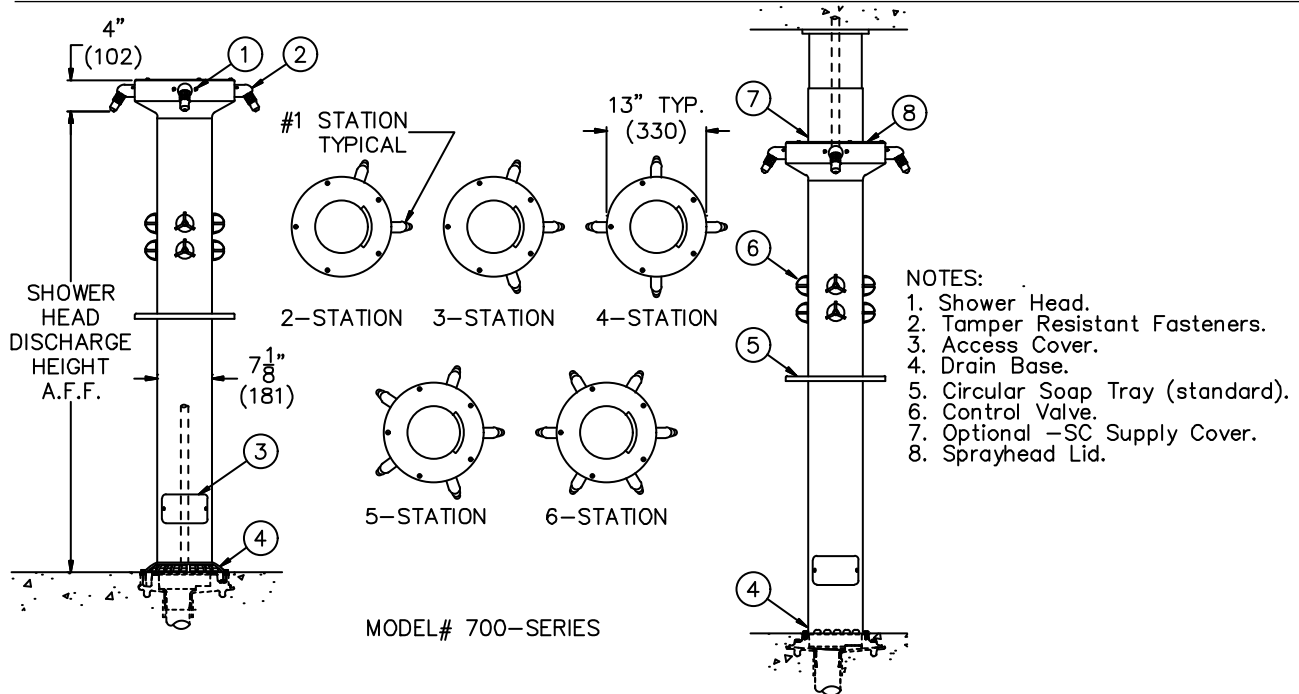 4"
(102)
1
2
#1 STATION
TYPICAL
13" TYP.
(330)
7
8
2-STATION
3-STATION
4-STATION
6
SHOWER
HEAD
DISCHARGE
HEIGHT
A.F.F.
7 1/8"
(181)
5
3
4
5-STATION
6-STATION
4
MODEL# 700-SERIES
NOTES:
1. Shower Head.
2. Tamper Resistant Fasteners.
3. Access Cover.
4. Drain Base.
5. Circular Soap Tray (standard).
6. Control Valve.
7. Optional -SC Supply Cover.
8. Sprayhead Lid.